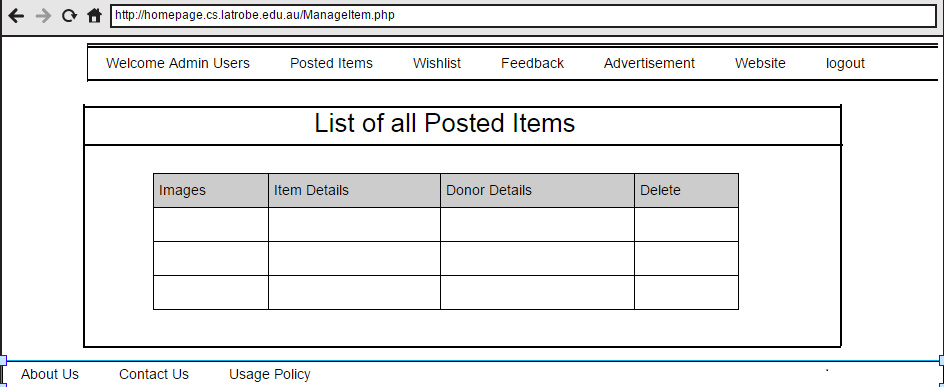 http://homepage.cs.latrobe.edu.au/ManageItem.php
Welcome Admin Users Posted Items Wishlist Feedback Advertisement Website logout
List of all Posted Items
Images Item Details Donor Details Delete
About Us Contact Us Usage Policy